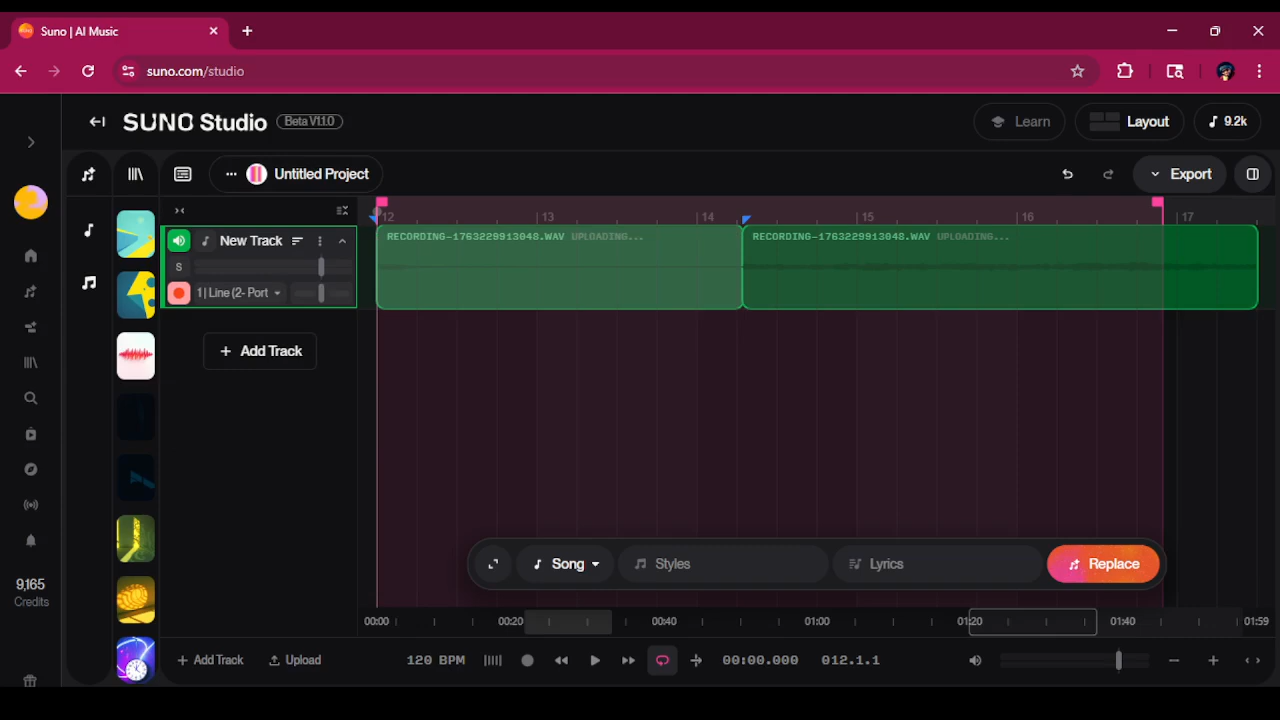 Suno | AI Music
suno.com/studio
SUNO Studio Beta V1.1.0
Learn
Layout
9.2k
Untitled Project
Export
12 13 14 15 16 17
New Track
S
1 | Line (2- Port
RECORDING-1763229913048.WAV UPLOADING...
RECORDING-1763229913048.WAV UPLOADING...
+ Add Track
Song
Styles
Lyrics
Replace
9,165
Credits
00:00 00:20 00:40 01:00 01:20 01:40 01:59
+ Add Track
Upload
120 BPM
00:00.000
012.1.1